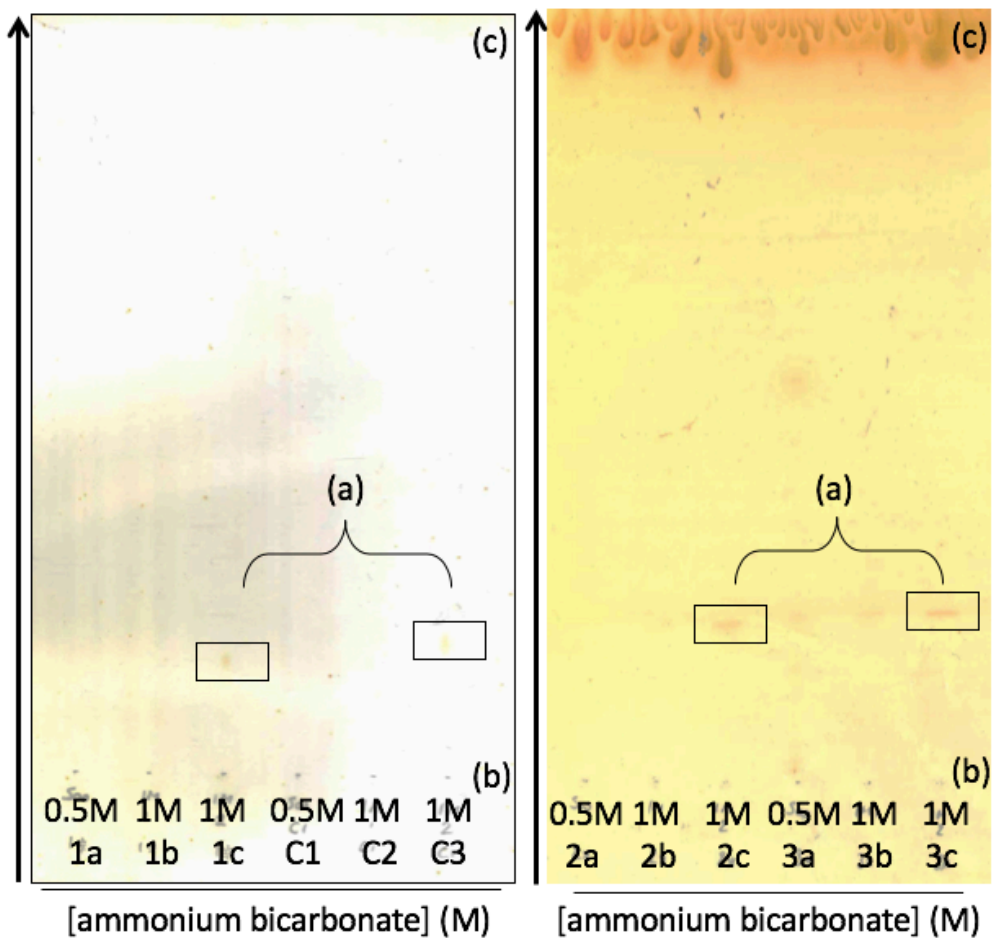 (c)
(a)
(b)
0.5M 1M 1M 0.5M 1M 1M
1a 1b 1c C1 C2 C3
[ammonium bicarbonate] (M)
(c)
(a)
(b)
0.5M 1M 1M 0.5M 1M 1M
2a 2b 2c 3a 3b 3c
[ammonium bicarbonate] (M)